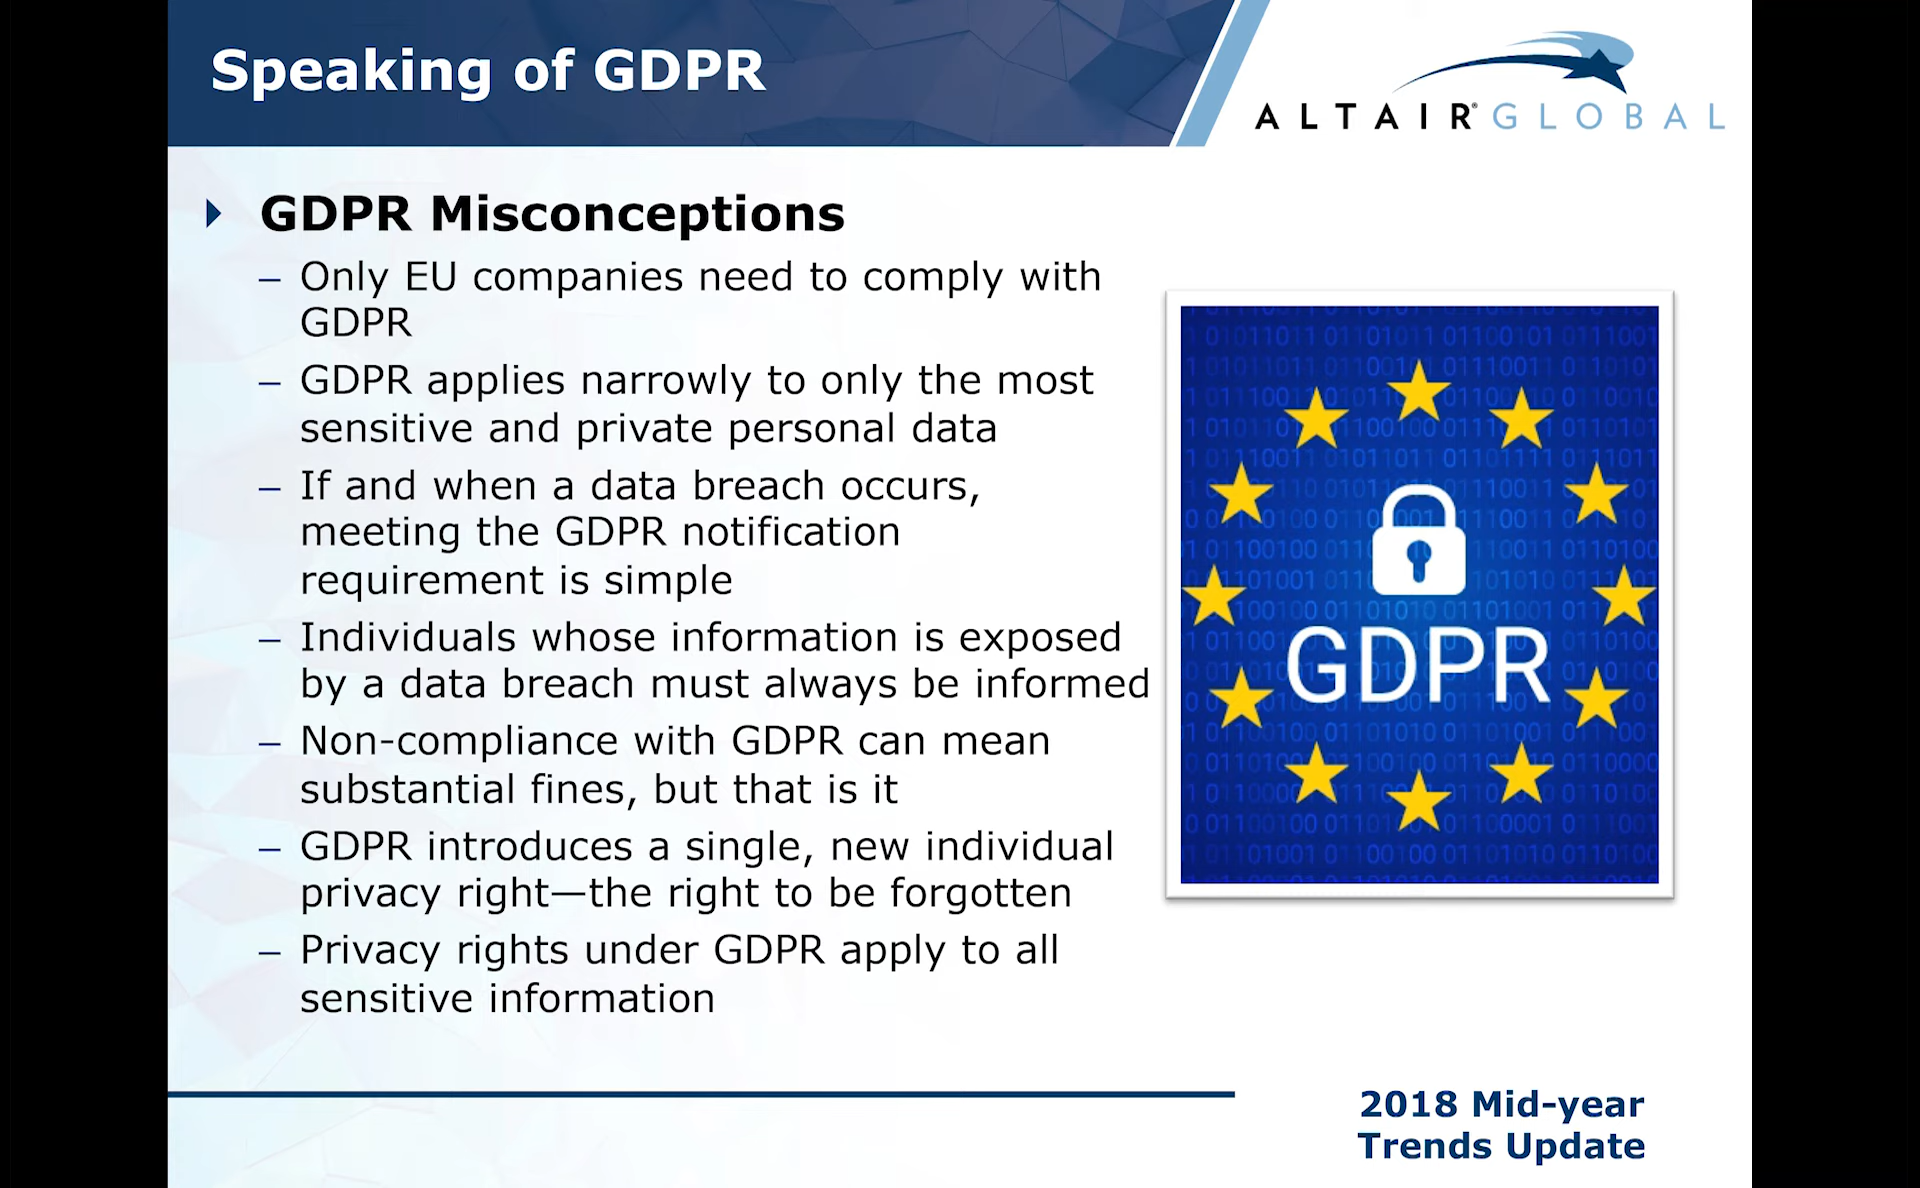 Speaking of GDPR
ALTAIR® GLOBAL
GDPR Misconceptions
– Only EU companies need to comply with
GDPR
– GDPR applies narrowly to only the most
sensitive and private personal data
– If and when a data breach occurs,
meeting the GDPR notification
requirement is simple
– Individuals whose information is exposed
by a data breach must always be informed
– Non-compliance with GDPR can mean
substantial fines, but that is it
– GDPR introduces a single, new individual
privacy right—the right to be forgotten
– Privacy rights under GDPR apply to all
sensitive information
GDPR
2018 Mid-year
Trends Update